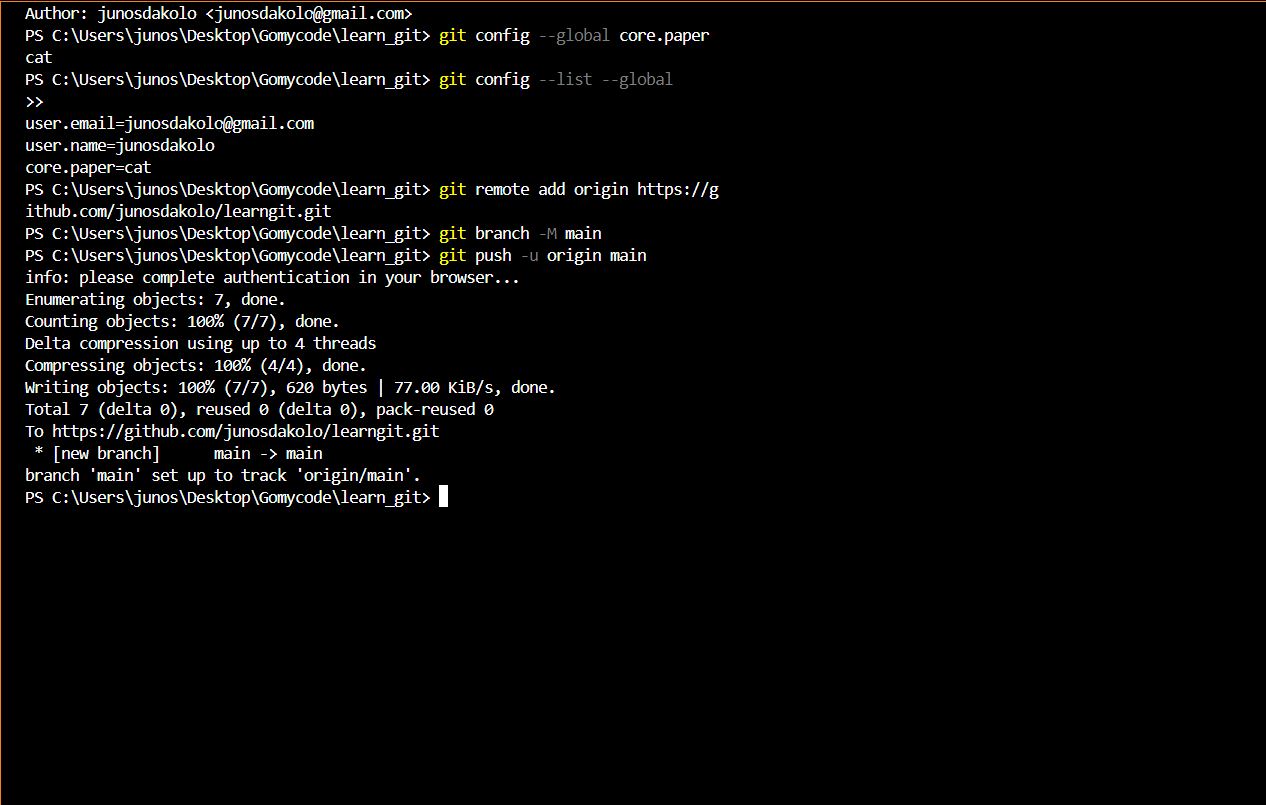 Author: junosdakolo <junosdakolo@gmail.com>
PS C:\Users\junos\Desktop\Gomycode\learn_git> git config --global core.paper
cat
PS C:\Users\junos\Desktop\Gomycode\learn_git> git config --list --global
>>
user.email=junosdakolo@gmail.com
user.name=junosdakolo
core.paper=cat
PS C:\Users\junos\Desktop\Gomycode\learn_git> git remote add origin https://g
ithub.com/junosdakolo/learngit.git
PS C:\Users\junos\Desktop\Gomycode\learn_git> git branch -M main
PS C:\Users\junos\Desktop\Gomycode\learn_git> git push -u origin main
info: please complete authentication in your browser...
Enumerating objects: 7, done.
Counting objects: 100% (7/7), done.
Delta compression using up to 4 threads
Compressing objects: 100% (4/4), done.
Writing objects: 100% (7/7), 620 bytes | 77.00 KiB/s, done.
Total 7 (delta 0), reused 0 (delta 0), pack-reused 0
To https://github.com/junosdakolo/learngit.git
 * [new branch]      main -> main
branch 'main' set up to track 'origin/main'.
PS C:\Users\junos\Desktop\Gomycode\learn_git>